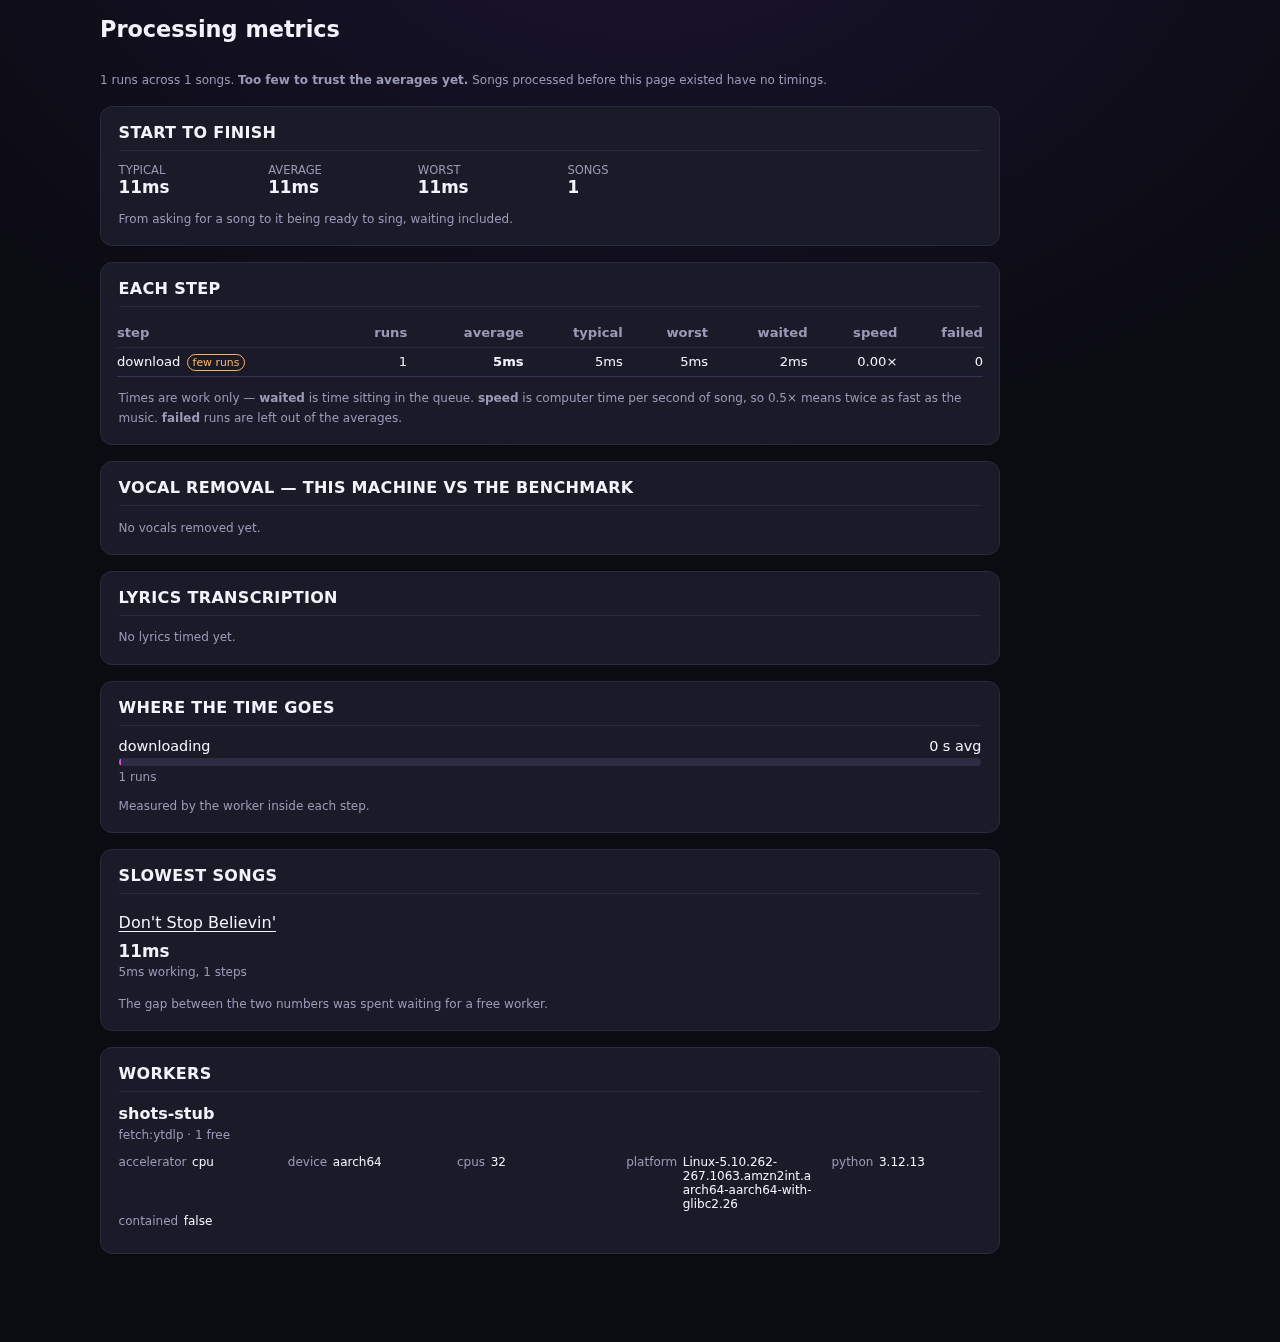 Processing metrics
1 runs across 1 songs. Too few to trust the averages yet. Songs processed before this page existed have no timings.
START TO FINISH
TYPICAL AVERAGE WORST SONGS
11ms 11ms 11ms 1
From asking for a song to it being ready to sing, waiting included.
EACH STEP
step runs average typical worst waited speed failed
download few runs 1 5ms 5ms 5ms 2ms 0.00× 0
Times are work only — waited is time sitting in the queue. speed is computer time per second of song, so 0.5× means twice as fast as the
music. failed runs are left out of the averages.
VOCAL REMOVAL — THIS MACHINE VS THE BENCHMARK
No vocals removed yet.
LYRICS TRANSCRIPTION
No lyrics timed yet.
WHERE THE TIME GOES
downloading 0 s avg
1 runs
Measured by the worker inside each step.
SLOWEST SONGS
Don't Stop Believin'
11ms
5ms working, 1 steps
The gap between the two numbers was spent waiting for a free worker.
WORKERS
shots-stub
fetch:ytdlp · 1 free
accelerator cpu device aarch64 cpus 32 platform Linux-5.10.262- python 3.12.13
267.1063.amzn2int.a
arch64-aarch64-with-
glibc2.26
contained false